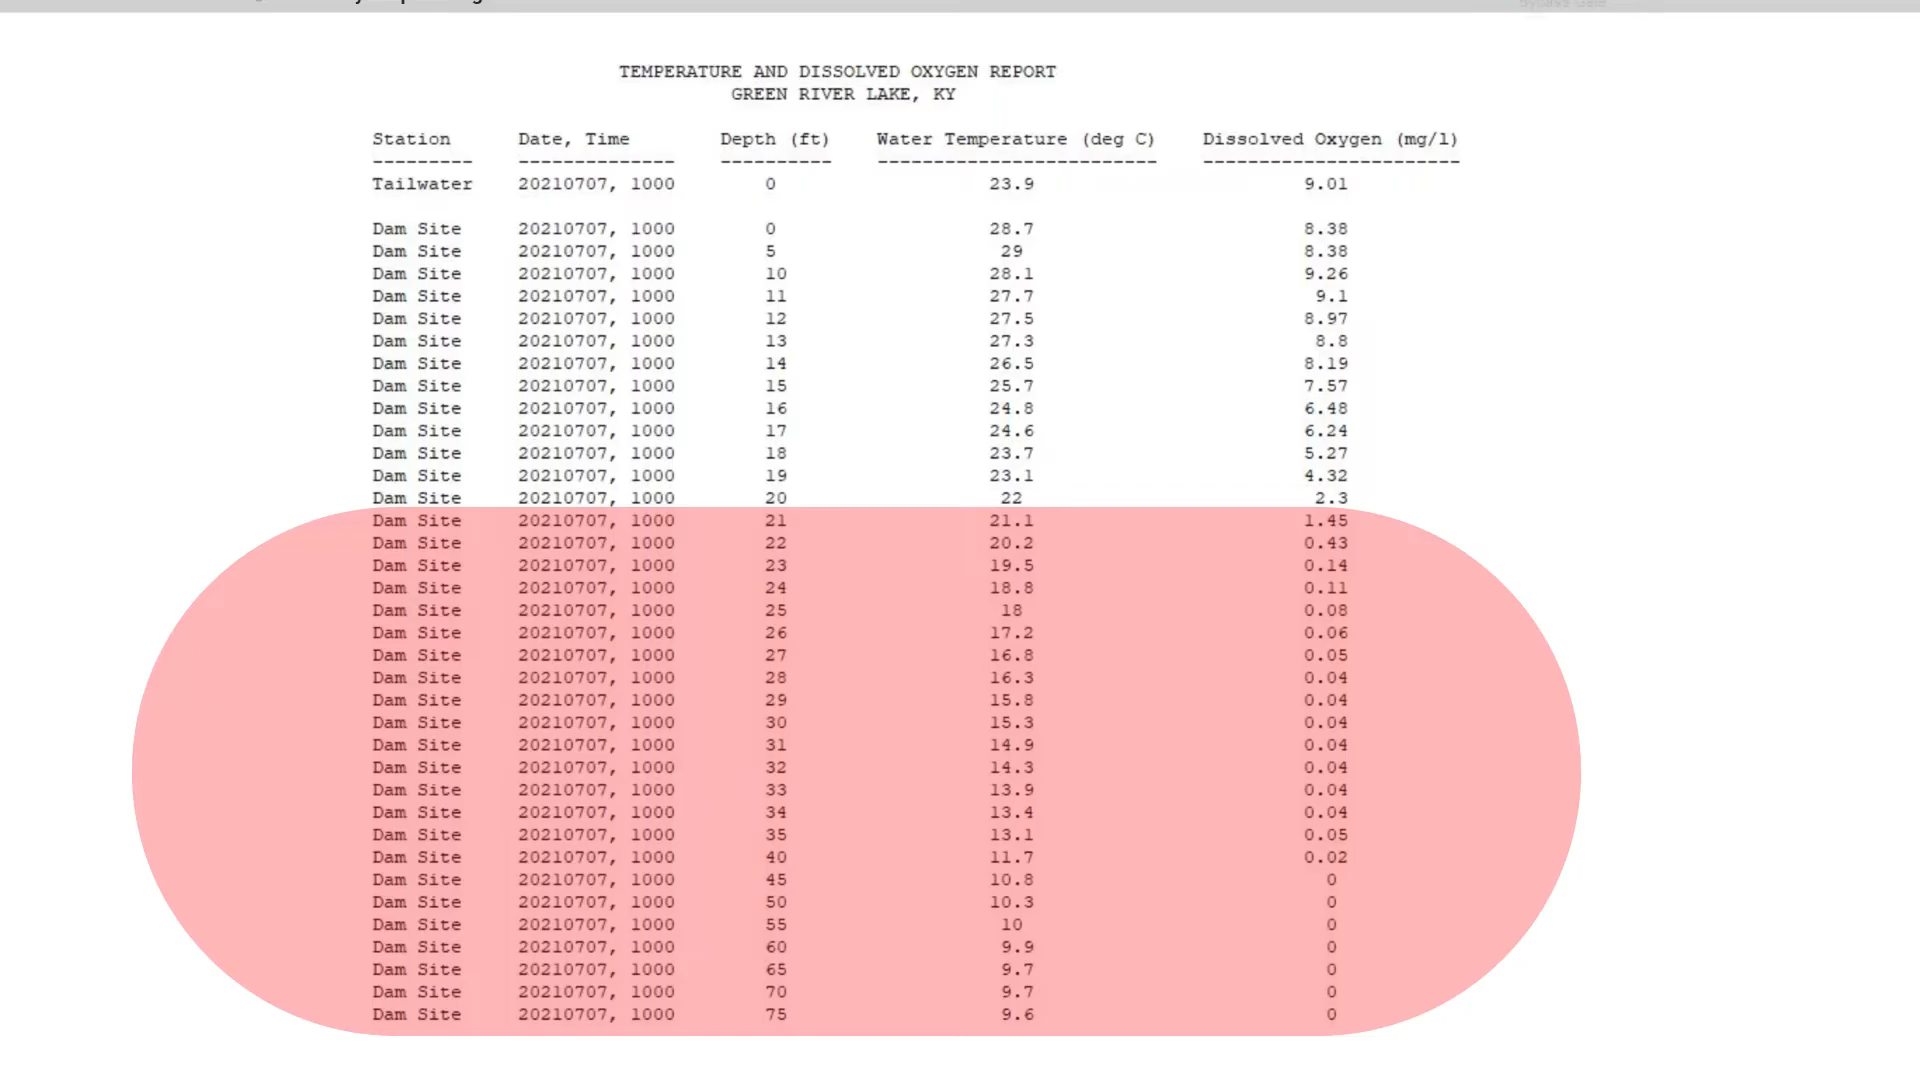 TEMPERATURE AND DISSOLVED OXYGEN REPORT
GREEN RIVER LAKE, KY
Station Date, Time Depth (ft) Water Temperature (deg C) Dissolved Oxygen (mg/l)
--------- -------------- ---------- ------------------------- -----------------------
Tailwater 20210707, 1000 0 23.9 9.01
Dam Site 20210707, 1000 0 28.7 8.38
Dam Site 20210707, 1000 5 29 8.38
Dam Site 20210707, 1000 10 28.1 9.26
Dam Site 20210707, 1000 11 27.7 9.1
Dam Site 20210707, 1000 12 27.5 8.97
Dam Site 20210707, 1000 13 27.3 8.8
Dam Site 20210707, 1000 14 26.5 8.19
Dam Site 20210707, 1000 15 25.7 7.57
Dam Site 20210707, 1000 16 24.8 6.48
Dam Site 20210707, 1000 17 24.6 6.24
Dam Site 20210707, 1000 18 23.7 5.27
Dam Site 20210707, 1000 19 23.1 4.32
Dam Site 20210707, 1000 20 22 2.3
Dam Site 20210707, 1000 21 21.1 1.45
Dam Site 20210707, 1000 22 20.2 0.43
Dam Site 20210707, 1000 23 19.5 0.14
Dam Site 20210707, 1000 24 18.8 0.11
Dam Site 20210707, 1000 25 18 0.08
Dam Site 20210707, 1000 26 17.2 0.06
Dam Site 20210707, 1000 27 16.8 0.05
Dam Site 20210707, 1000 28 16.3 0.04
Dam Site 20210707, 1000 29 15.8 0.04
Dam Site 20210707, 1000 30 15.3 0.04
Dam Site 20210707, 1000 31 14.9 0.04
Dam Site 20210707, 1000 32 14.3 0.04
Dam Site 20210707, 1000 33 13.9 0.04
Dam Site 20210707, 1000 34 13.4 0.04
Dam Site 20210707, 1000 35 13.1 0.05
Dam Site 20210707, 1000 40 11.7 0.02
Dam Site 20210707, 1000 45 10.8 0
Dam Site 20210707, 1000 50 10.3 0
Dam Site 20210707, 1000 55 10 0
Dam Site 20210707, 1000 60 9.9 0
Dam Site 20210707, 1000 65 9.7 0
Dam Site 20210707, 1000 70 9.7 0
Dam Site 20210707, 1000 75 9.6 0